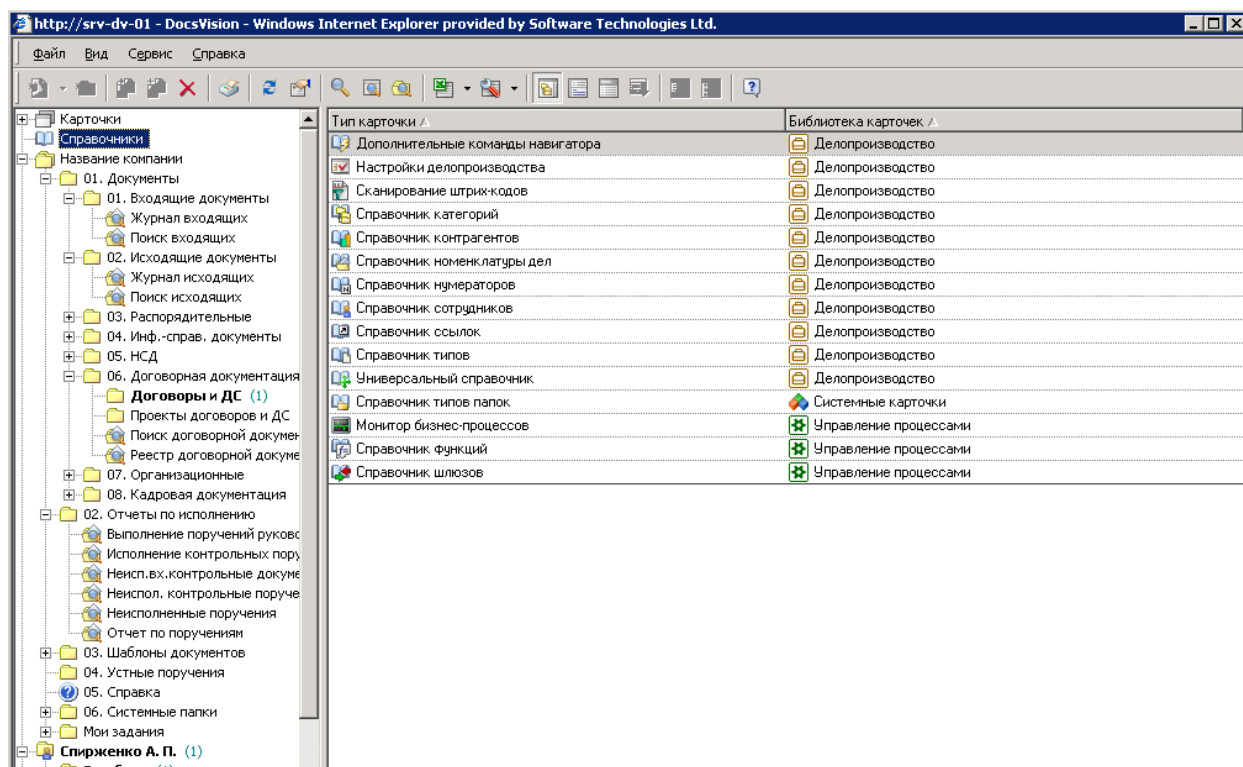 http://srv-dv-01 - DocsVision - Windows Internet Explorer provided by Software Technologies Ltd.
Файл Вид Сервис Справка
Карточки
Справочники
Название компании
01. Документы
01. Входящие документы
Журнал входящих
Поиск входящих
02. Исходящие документы
Журнал исходящих
Поиск исходящих
03. Распорядительные
04. Инф.-справ. документы
05. НСД
06. Договорная документация
Договоры и ДС (1)
Проекты договоров и ДС
Поиск договорной докумен
Реестр договорной докуме
07. Организационные
08. Кадровая документация
02. Отчеты по исполнению
Выполнение поручений руковс
Исполнение контрольных пору
Неисп.вх.контрольные докуме
Неиспол. контрольные поруче
Неисполненные поручения
Отчет по поручениям
03. Шаблоны документов
04. Устные поручения
05. Справка
06. Системные папки
Мои задания
Спирженко А. П. (1)
Тип карточки Библиотека карточек
Дополнительные команды навигатора Делопроизводство
Настройки делопроизводства Делопроизводство
Сканирование штрих-кодов Делопроизводство
Справочник категорий Делопроизводство
Справочник контрагентов Делопроизводство
Справочник номенклатуры дел Делопроизводство
Справочник нумераторов Делопроизводство
Справочник сотрудников Делопроизводство
Справочник ссылок Делопроизводство
Справочник типов Делопроизводство
Универсальный справочник Делопроизводство
Справочник типов папок Системные карточки
Монитор бизнес-процессов Управление процессами
Справочник функций Управление процессами
Справочник шлюзов Управление процессами